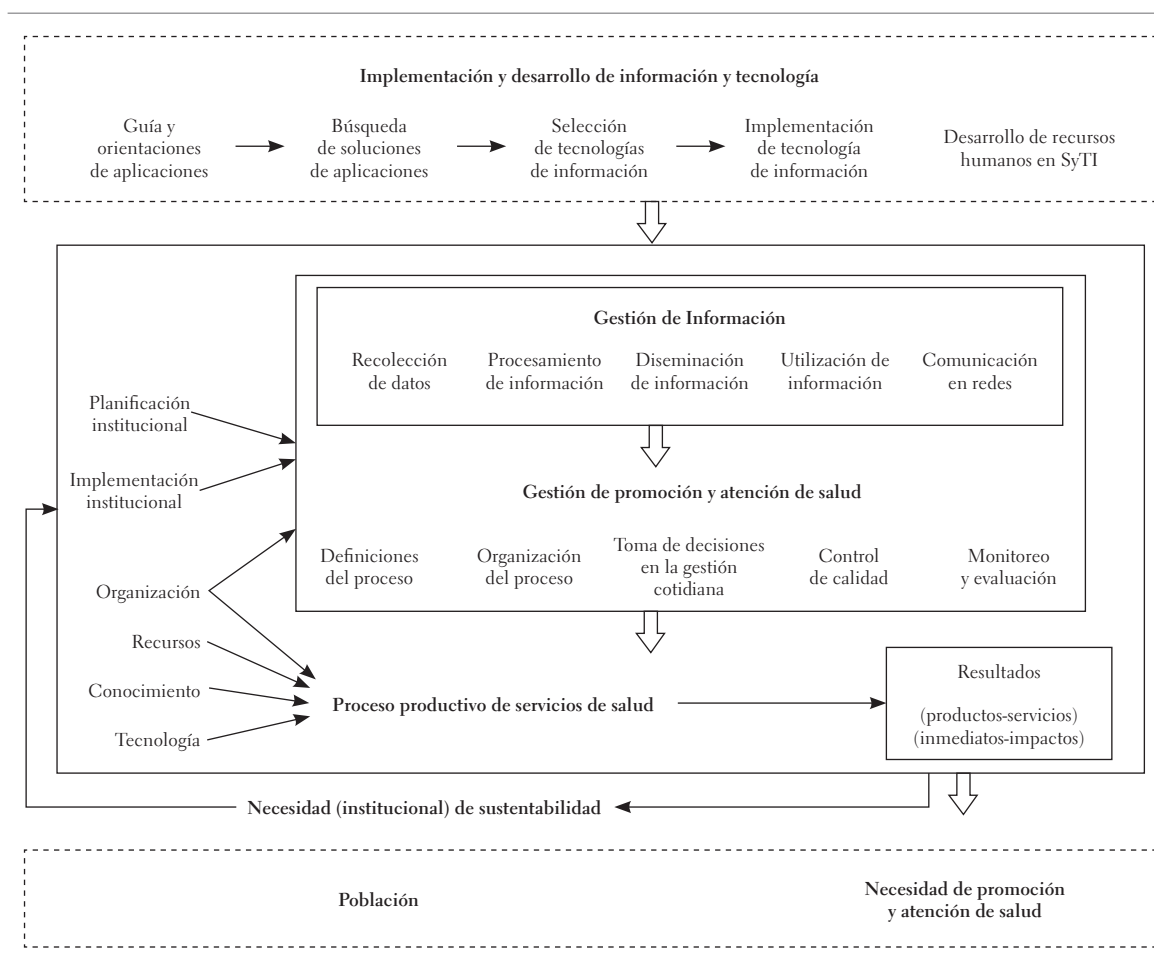 Implementación y desarrollo de información y tecnología
Guía y
orientaciones
de aplicaciones
Búsqueda
de soluciones
de aplicaciones
Selección
de tecnologías
de información
Implementación
de tecnología
de información
Desarrollo de recursos
humanos en SyTI
Gestión de Información
Recolección
de datos
Procesamiento
de información
Diseminación
de información
Utilización de
información
Comunicación
en redes
Planificación
institucional
Implementación
institucional
Gestión de promoción y atención de salud
Definiciones
del proceso
Organización
del proceso
Toma de decisiones
en la gestión
cotidiana
Control
de calidad
Monitoreo
y evaluación
Organización
Recursos
Conocimiento
Tecnología
Proceso productivo de servicios de salud
Resultados
(productos-servicios)
(inmediatos-impactos)
Necesidad (institucional) de sustentabilidad
Población
Necesidad de promoción
y atención de salud